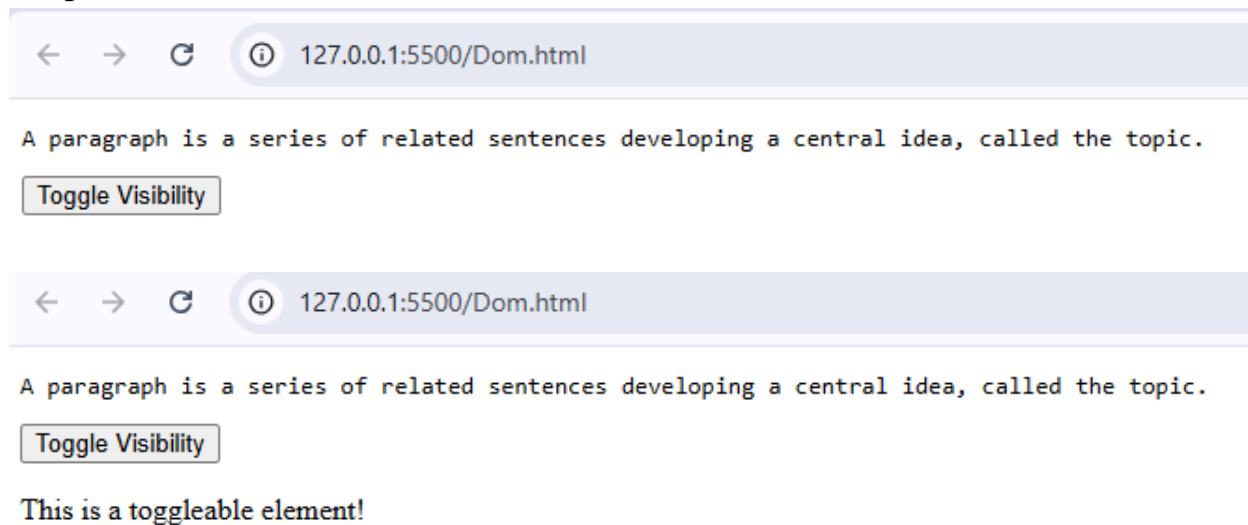 127.0.0.1:5500/Dom.html
A paragraph is a series of related sentences developing a central idea, called the topic.
Toggle Visibility
127.0.0.1:5500/Dom.html
A paragraph is a series of related sentences developing a central idea, called the topic.
Toggle Visibility
This is a toggleable element!